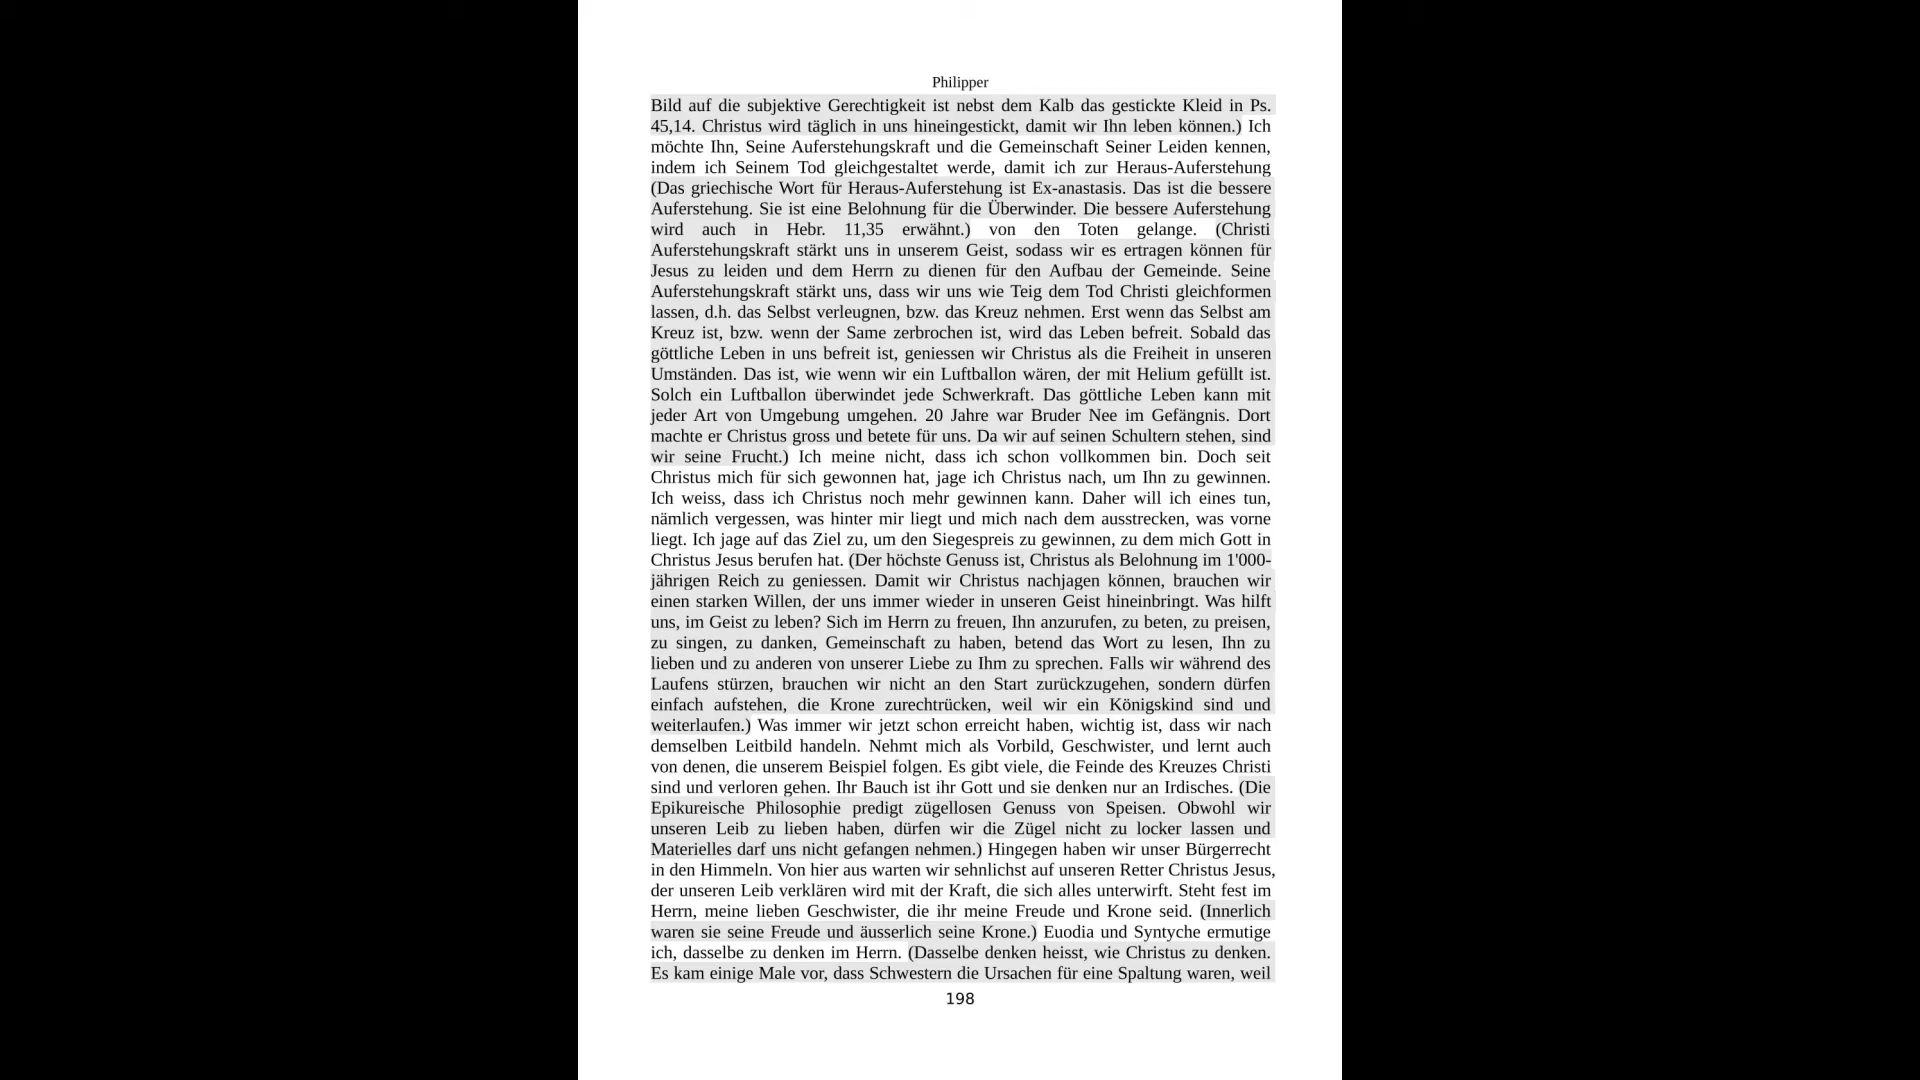 Philipper
Bild auf die subjektive Gerechtigkeit ist nebst dem Kalb das gestickte Kleid in Ps.
45,14. Christus wird täglich in uns hineingestickt, damit wir Ihn leben können.) Ich
möchte Ihn, Seine Auferstehungskraft und die Gemeinschaft Seiner Leiden kennen,
indem ich Seinem Tod gleichgestaltet werde, damit ich zur Heraus-Auferstehung
(Das griechische Wort für Heraus-Auferstehung ist Ex-anastasis. Das ist die bessere
Auferstehung. Sie ist eine Belohnung für die Überwinder. Die bessere Auferstehung
wird auch in Hebr. 11,35 erwähnt.) von den Toten gelange. (Christi
Auferstehungskraft stärkt uns in unserem Geist, sodass wir es ertragen können für
Jesus zu leiden und dem Herrn zu dienen für den Aufbau der Gemeinde. Seine
Auferstehungskraft stärkt uns, dass wir uns wie Teig dem Tod Christi gleichformen
lassen, d.h. das Selbst verleugnen, bzw. das Kreuz nehmen. Erst wenn das Selbst am
Kreuz ist, bzw. wenn der Same zerbrochen ist, wird das Leben befreit. Sobald das
göttliche Leben in uns befreit ist, geniessen wir Christus als die Freiheit in unseren
Umständen. Das ist, wie wenn wir ein Luftballon wären, der mit Helium gefüllt ist.
Solch ein Luftballon überwindet jede Schwerkraft. Das göttliche Leben kann mit
jeder Art von Umgebung umgehen. 20 Jahre war Bruder Nee im Gefängnis. Dort
machte er Christus gross und betete für uns. Da wir auf seinen Schultern stehen, sind
wir seine Frucht.) Ich meine nicht, dass ich schon vollkommen bin. Doch seit
Christus mich für sich gewonnen hat, jage ich Christus nach, um Ihn zu gewinnen.
Ich weiss, dass ich Christus noch mehr gewinnen kann. Daher will ich eines tun,
nämlich vergessen, was hinter mir liegt und mich nach dem ausstrecken, was vorne
liegt. Ich jage auf das Ziel zu, um den Siegespreis zu gewinnen, zu dem mich Gott in
Christus Jesus berufen hat. (Der höchste Genuss ist, Christus als Belohnung im 1'000-
jährigen Reich zu geniessen. Damit wir Christus nachjagen können, brauchen wir
einen starken Willen, der uns immer wieder in unseren Geist hineinbringt. Was hilft
uns, im Geist zu leben? Sich im Herrn zu freuen, Ihn anzurufen, zu beten, zu preisen,
zu singen, zu danken, Gemeinschaft zu haben, betend das Wort zu lesen, Ihn zu
lieben und zu anderen von unserer Liebe zu Ihm zu sprechen. Falls wir während des
Laufens stürzen, brauchen wir nicht an den Start zurückzugehen, sondern dürfen
einfach aufstehen, die Krone zurechtrücken, weil wir ein Königskind sind und
weiterlaufen.) Was immer wir jetzt schon erreicht haben, wichtig ist, dass wir nach
demselben Leitbild handeln. Nehmt mich als Vorbild, Geschwister, und lernt auch
von denen, die unserem Beispiel folgen. Es gibt viele, die Feinde des Kreuzes Christi
sind und verloren gehen. Ihr Bauch ist ihr Gott und sie denken nur an Irdisches. (Die
Epikureische Philosophie predigt zügellosen Genuss von Speisen. Obwohl wir
unseren Leib zu lieben haben, dürfen wir die Zügel nicht zu locker lassen und
Materielles darf uns nicht gefangen nehmen.) Hingegen haben wir unser Bürgerrecht
in den Himmeln. Von hier aus warten wir sehnlichst auf unseren Retter Christus Jesus,
der unseren Leib verklären wird mit der Kraft, die sich alles unterwirft. Steht fest im
Herrn, meine lieben Geschwister, die ihr meine Freude und Krone seid. (Innerlich
waren sie seine Freude und äusserlich seine Krone.) Euodia und Syntyche ermutige
ich, dasselbe zu denken im Herrn. (Dasselbe denken heisst, wie Christus zu denken.
Es kam einige Male vor, dass Schwestern die Ursachen für eine Spaltung waren, weil
198